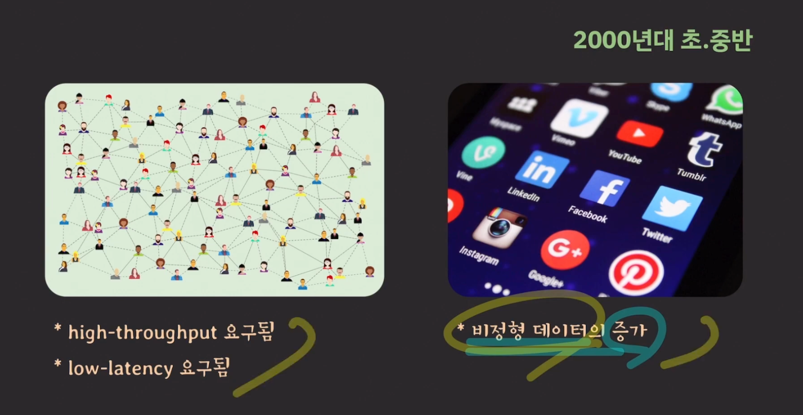 2000년대 초.중반
Skype
WhatsApp
Myspace
Vimeo
YouTube
Tumblr
Vine
LinkedIn
Facebook
Twitter
Instagram
Google+
* high-throughput 요구됨
* low-latency 요구됨
* 비정형 데이터의 증가